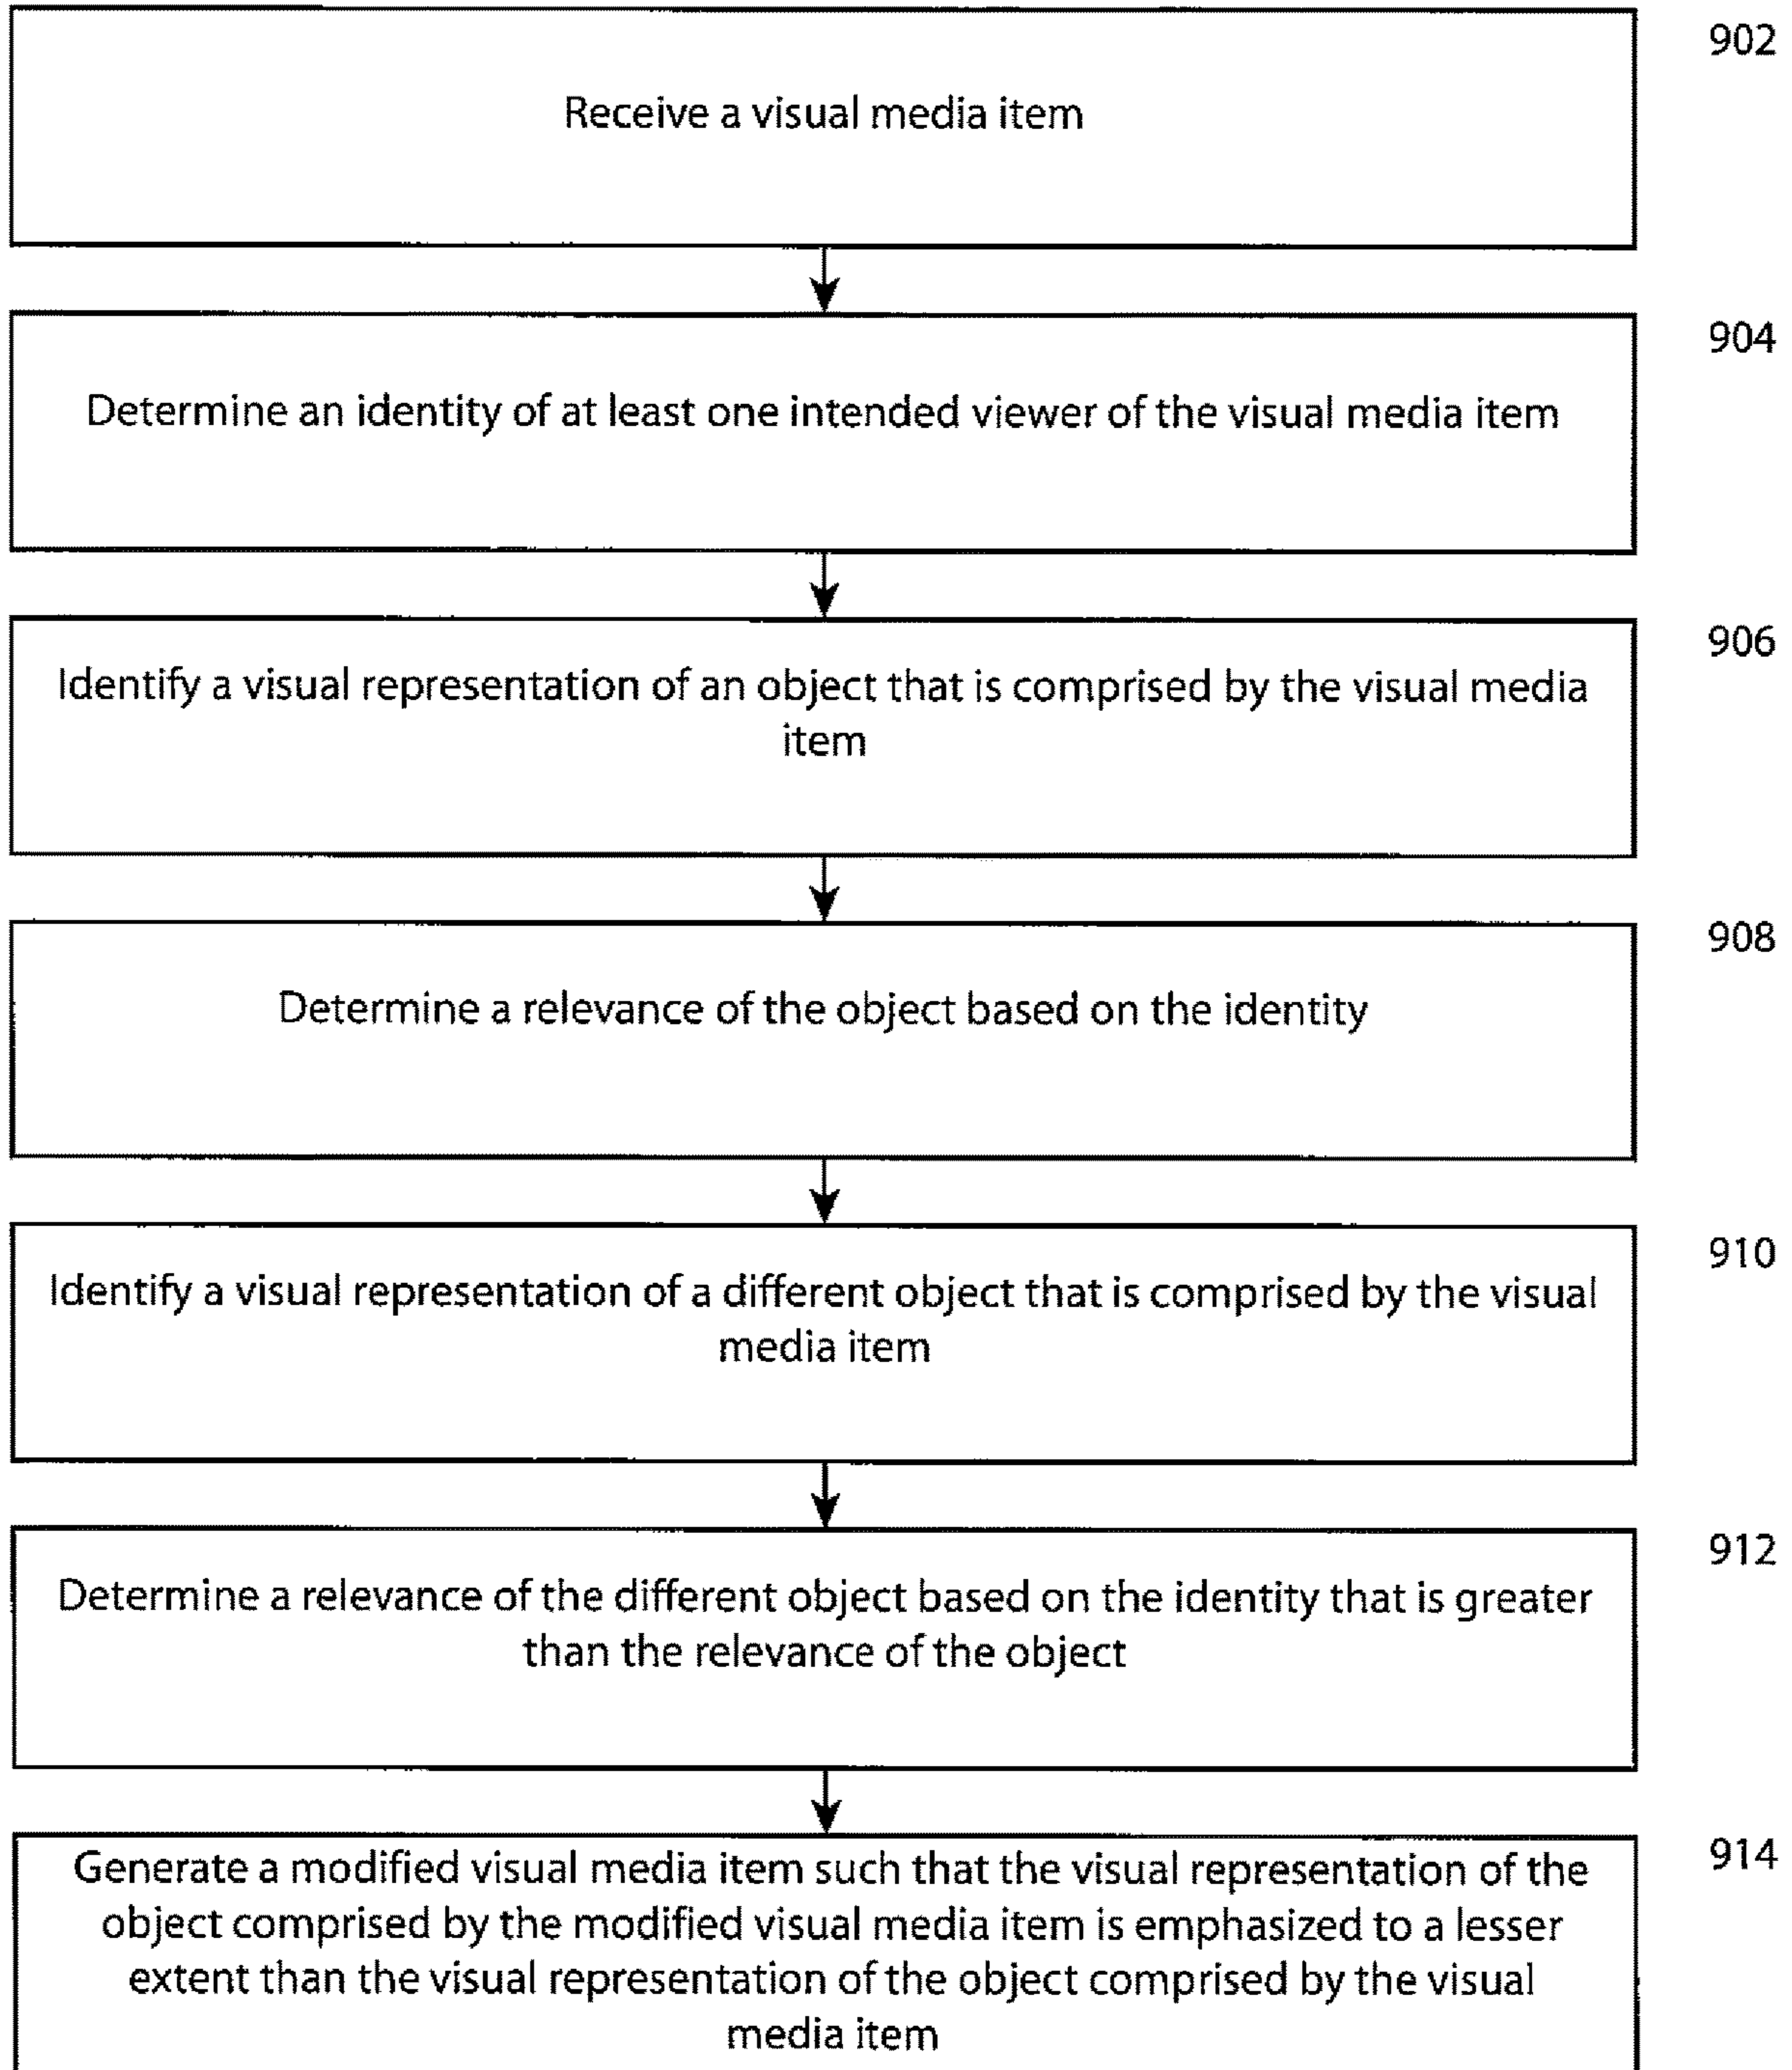 902
Receive a visual media item
904
Determine an identity of at least one intended viewer of the visual media item
906
Identify a visual representation of an object that is comprised by the visual media
item
908
Determine a relevance of the object based on the identity
910
Identify a visual representation of a different object that is comprised by the visual
media item
912
Determine a relevance of the different object based on the identity that is greater
than the relevance of the object
914
Generate a modified visual media item such that the visual representation of the
object comprised by the modified visual media item is emphasized to a lesser
extent than the visual representation of the object comprised by the visual
media item